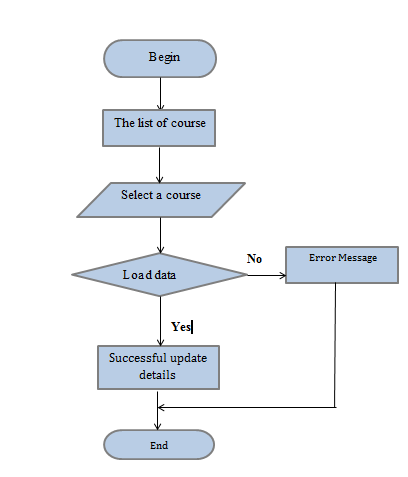 Begin
The list of course
Select a course
No
Error Message
Load data
Yes
Successful update
details
End